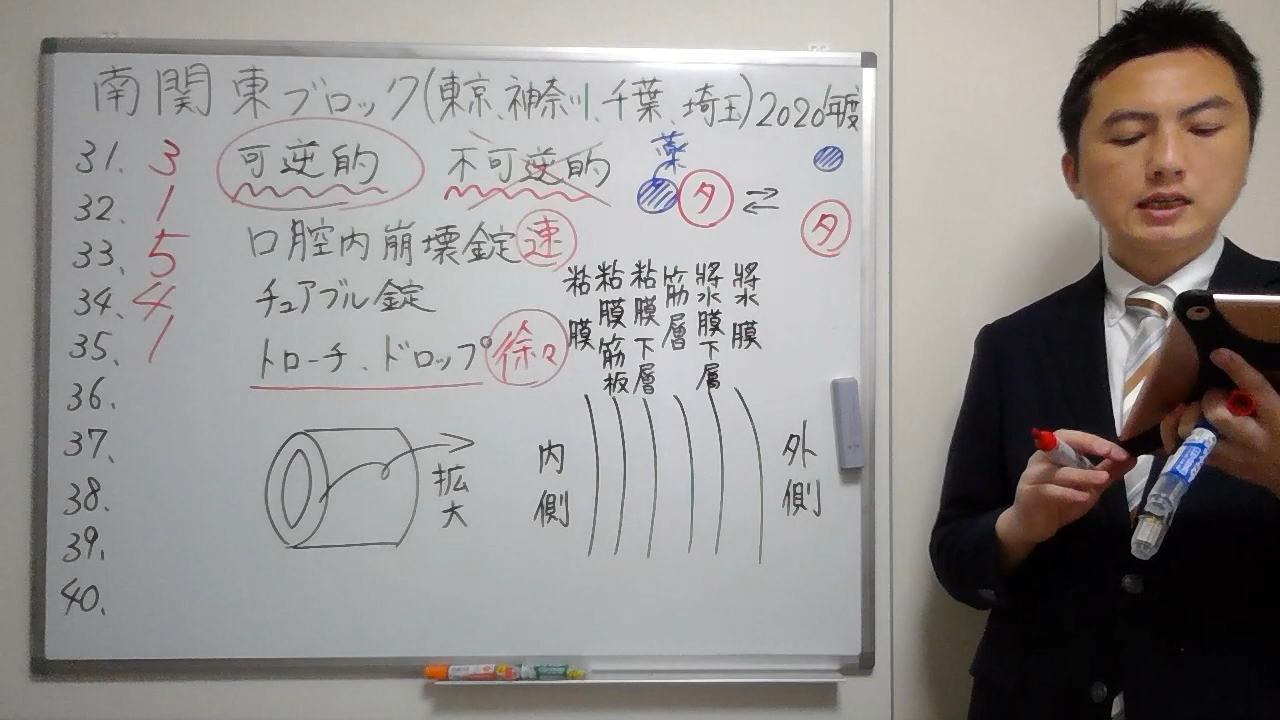 南関東ブロック(東京、神奈川、千葉、埼玉)2020年度
31. 3
可逆的 不可逆的
薬
タ ⇄ タ
32. 1
33. 5
口腔内崩壊錠 速
34. 4
チュアブル錠
35. 1
トローチ、ドロップ 徐々
36.
37.
38.
39.
40.
拡大
粘膜
粘膜筋板
粘膜下層
筋層
漿膜下層
漿膜
内側
外側